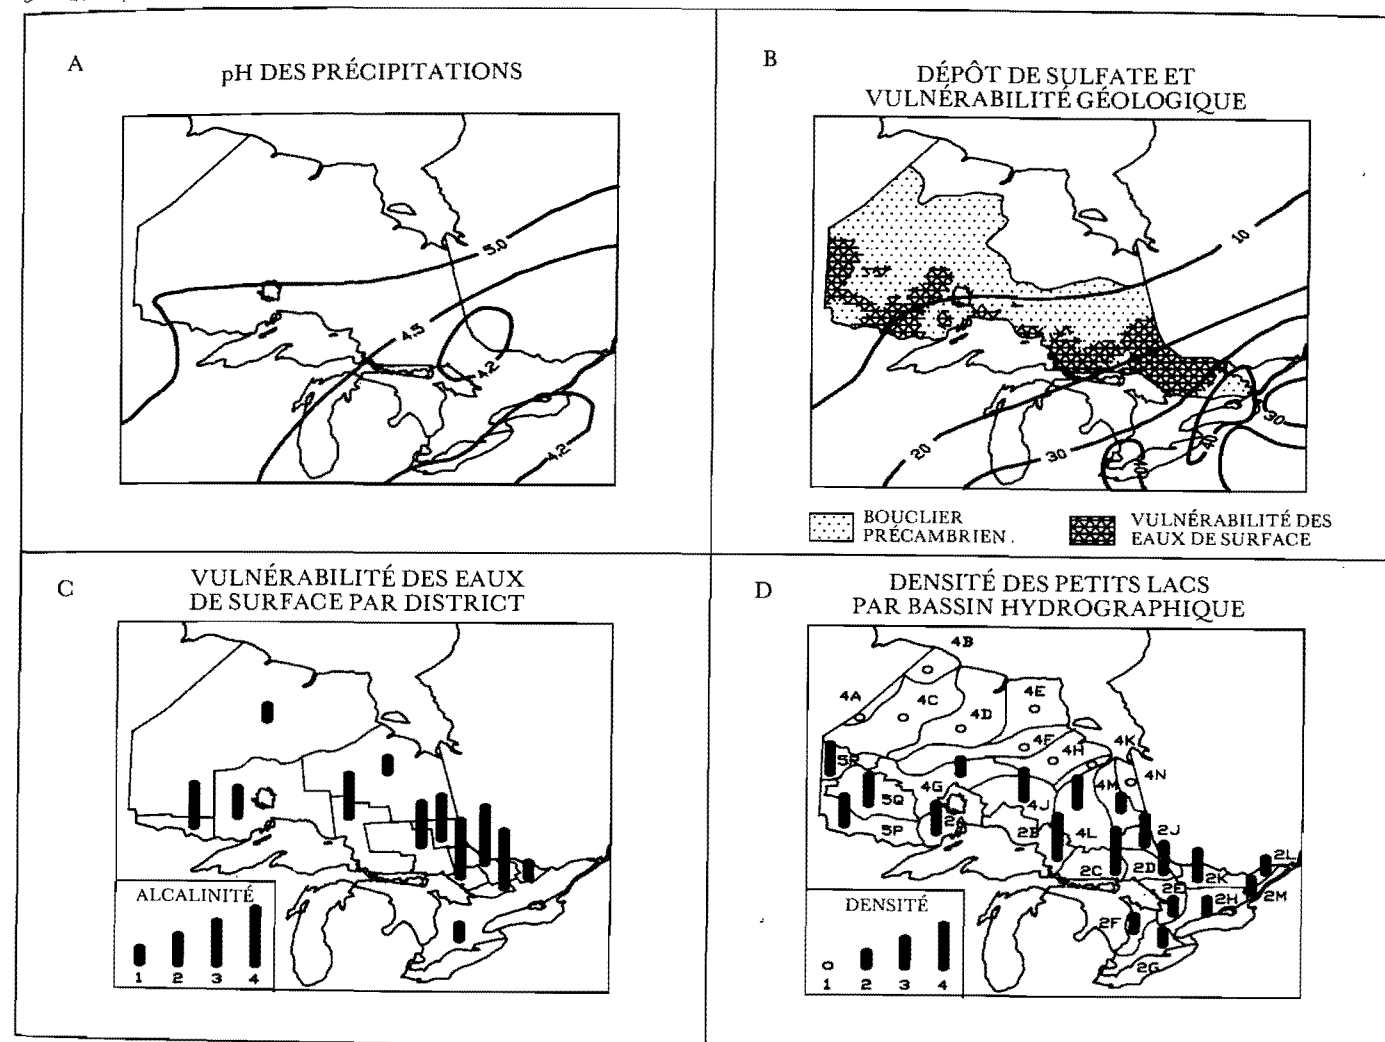 A
pH DES PRÉCIPITATIONS
5.0
4.5
4.2
4.2
B
DÉPÔT DE SULFATE ET
VULNÉRABILITÉ GÉOLOGIQUE
10
20
30
40
40
30
BOUCLIER
PRÉCAMBRIEN.
VULNÉRABILITÉ DES
EAUX DE SURFACE
C
VULNÉRABILITÉ DES EAUX
DE SURFACE PAR DISTRICT
ALCALINITÉ
1 2 3 4
D
DENSITÉ DES PETITS LACS
PAR BASSIN HYDROGRAPHIQUE
4B
4A 4C 4D 4E
4F 4H 4K
5R 4G 4M 4N
5Q 4J
5P 2B 4L 2J
2C 2D 2K 2L
2E 2H 2M
2F
2G
DENSITÉ
1 2 3 4